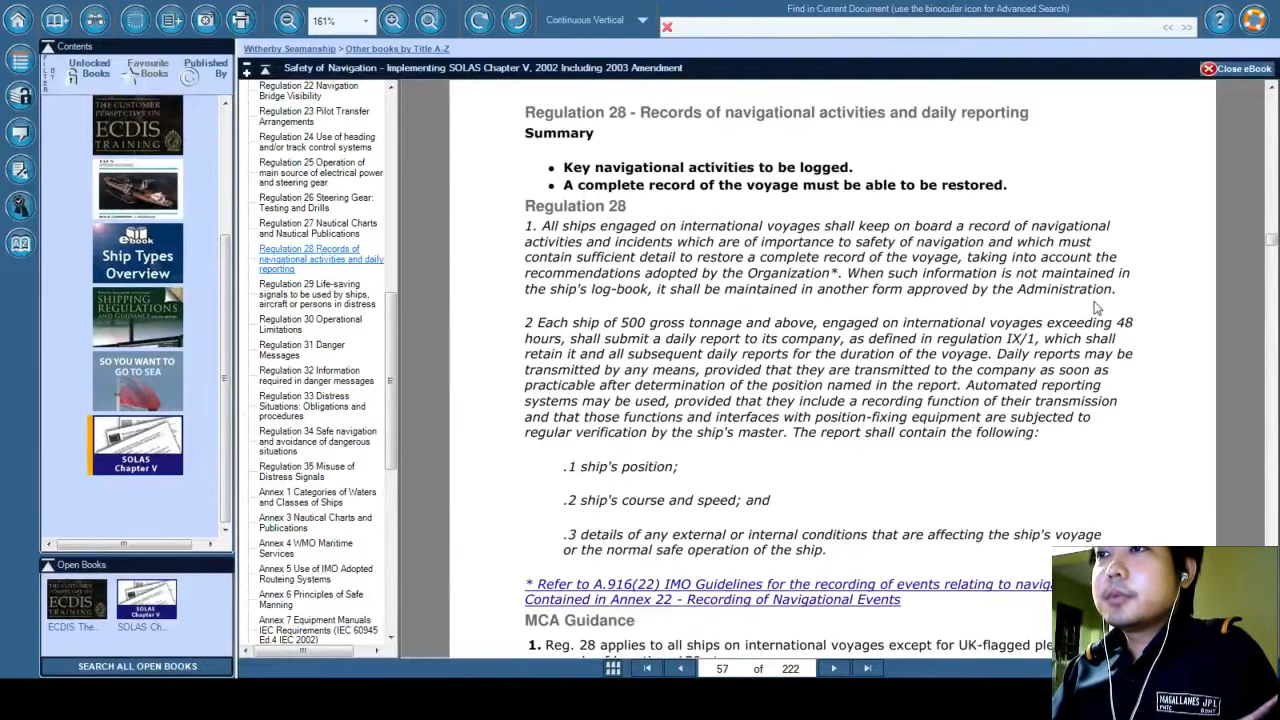 161%
Continuous Vertical
Find in Current Document (use the binocular icon for Advanced Search)
<< >>
Contents
FILTER BY
Unlocked Books
Favourite Books
Published By
THE CUSTOMER
PERSPECTIVE ON
ECDIS
TRAINING
eBook
Ship Types
Overview
SHIPPING
REGULATIONS
AND GUIDANCE
SO YOU WANT TO
GO TO SEA
SOLAS
Chapter V
Open Books
ECDIS
TRAINING
SOLAS
Chapter V
ECDIS The...
SOLAS Ch...
SEARCH ALL OPEN BOOKS
Witherby Seamanship > Other books by Title A-Z
Safety of Navigation - Implementing SOLAS Chapter V, 2002 Including 2003 Amendment
Close eBook
Regulation 22 Navigation
Bridge Visibility
Regulation 23 Pilot Transfer
Arrangements
Regulation 24 Use of heading
and/or track control systems
Regulation 25 Operation of
main source of electrical power
and steering gear
Regulation 26 Steering Gear:
Testing and Drills
Regulation 27 Nautical Charts
and Nautical Publications
Regulation 28 Records of
navigational activities and daily
reporting
Regulation 29 Life-saving
signals to be used by ships,
aircraft or persons in distress
Regulation 30 Operational
Limitations
Regulation 31 Danger
Messages
Regulation 32 Information
required in danger messages
Regulation 33 Distress
Situations: Obligations and
procedures
Regulation 34 Safe navigation
and avoidance of dangerous
situations
Regulation 35 Misuse of
Distress Signals
Annex 1 Categories of Waters
and Classes of Ships
Annex 3 Nautical Charts and
Publications
Annex 4 WMO Maritime
Services
Annex 5 Use of IMO Adopted
Routeing Systems
Annex 6 Principles of Safe
Manning
Annex 7 Equipment Manuals
IEC Requirements (IEC 60945
Ed.4 IEC 2002)
Regulation 28 - Records of navigational activities and daily reporting
Summary
• Key navigational activities to be logged.
• A complete record of the voyage must be able to be restored.
Regulation 28
1. All ships engaged on international voyages shall keep on board a record of navigational
activities and incidents which are of importance to safety of navigation and which must
contain sufficient detail to restore a complete record of the voyage, taking into account the
recommendations adopted by the Organization*. When such information is not maintained in
the ship's log-book, it shall be maintained in another form approved by the Administration.
2 Each ship of 500 gross tonnage and above, engaged on international voyages exceeding 48
hours, shall submit a daily report to its company, as defined in regulation IX/1, which shall
retain it and all subsequent daily reports for the duration of the voyage. Daily reports may be
transmitted by any means, provided that they are transmitted to the company as soon as
practicable after determination of the position named in the report. Automated reporting
systems may be used, provided that they include a recording function of their transmission
and that those functions and interfaces with position-fixing equipment are subjected to
regular verification by the ship's master. The report shall contain the following:
.1 ship's position;
.2 ship's course and speed; and
.3 details of any external or internal conditions that are affecting the ship's voyage
or the normal safe operation of the ship.
* Refer to A.916(22) IMO Guidelines for the recording of events relating to
Contained in Annex 22 - Recording of Navigational Events
MCA Guidance
1. Reg. 28 applies to all ships on international voyages except for UK-flagged
57 of 222
MAGALLANES JPL